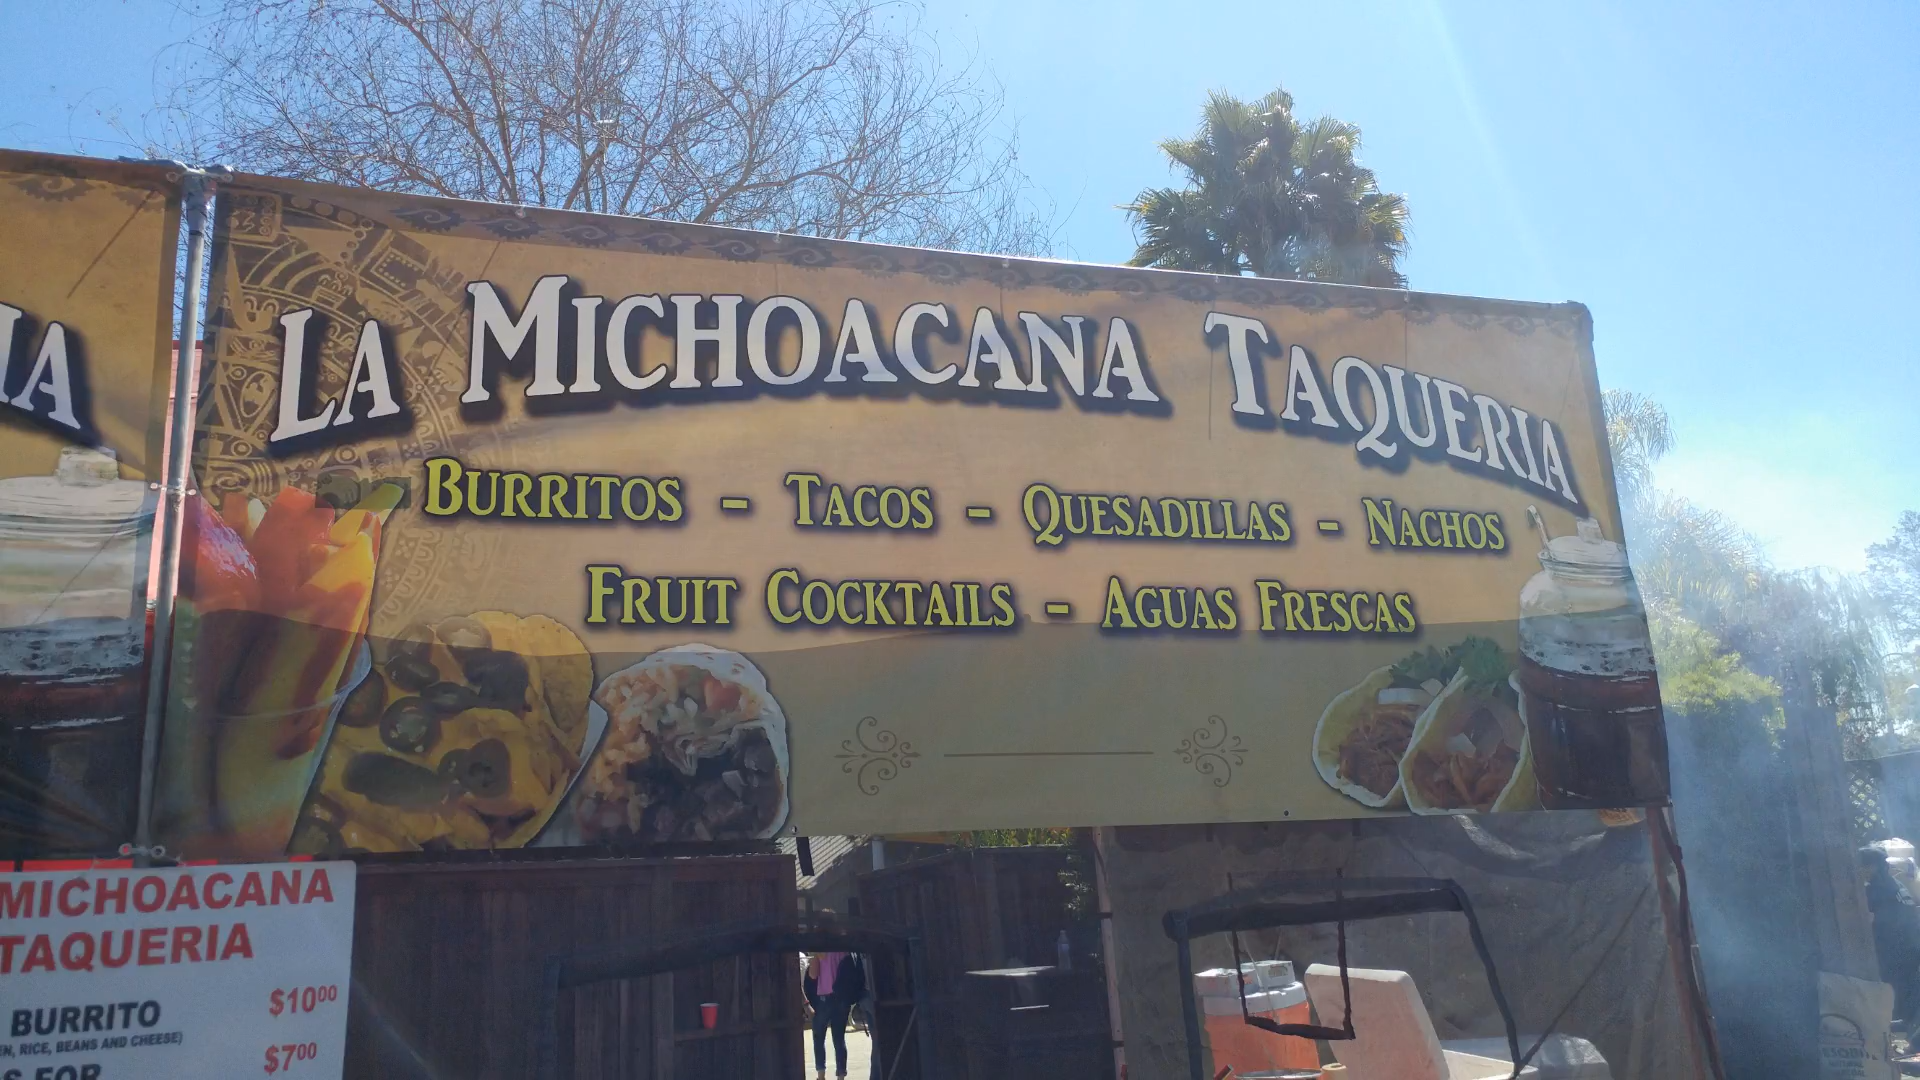 IA
LA MICHOACANA TAQUERIA
BURRITOS - TACOS - QUESADILLAS - NACHOS
FRUIT COCKTAILS - AGUAS FRESCAS
MICHOACANA
TAQUERIA
BURRITO $10⁰⁰
RICE, BEANS AND CHEESE)
FOR $7⁰⁰